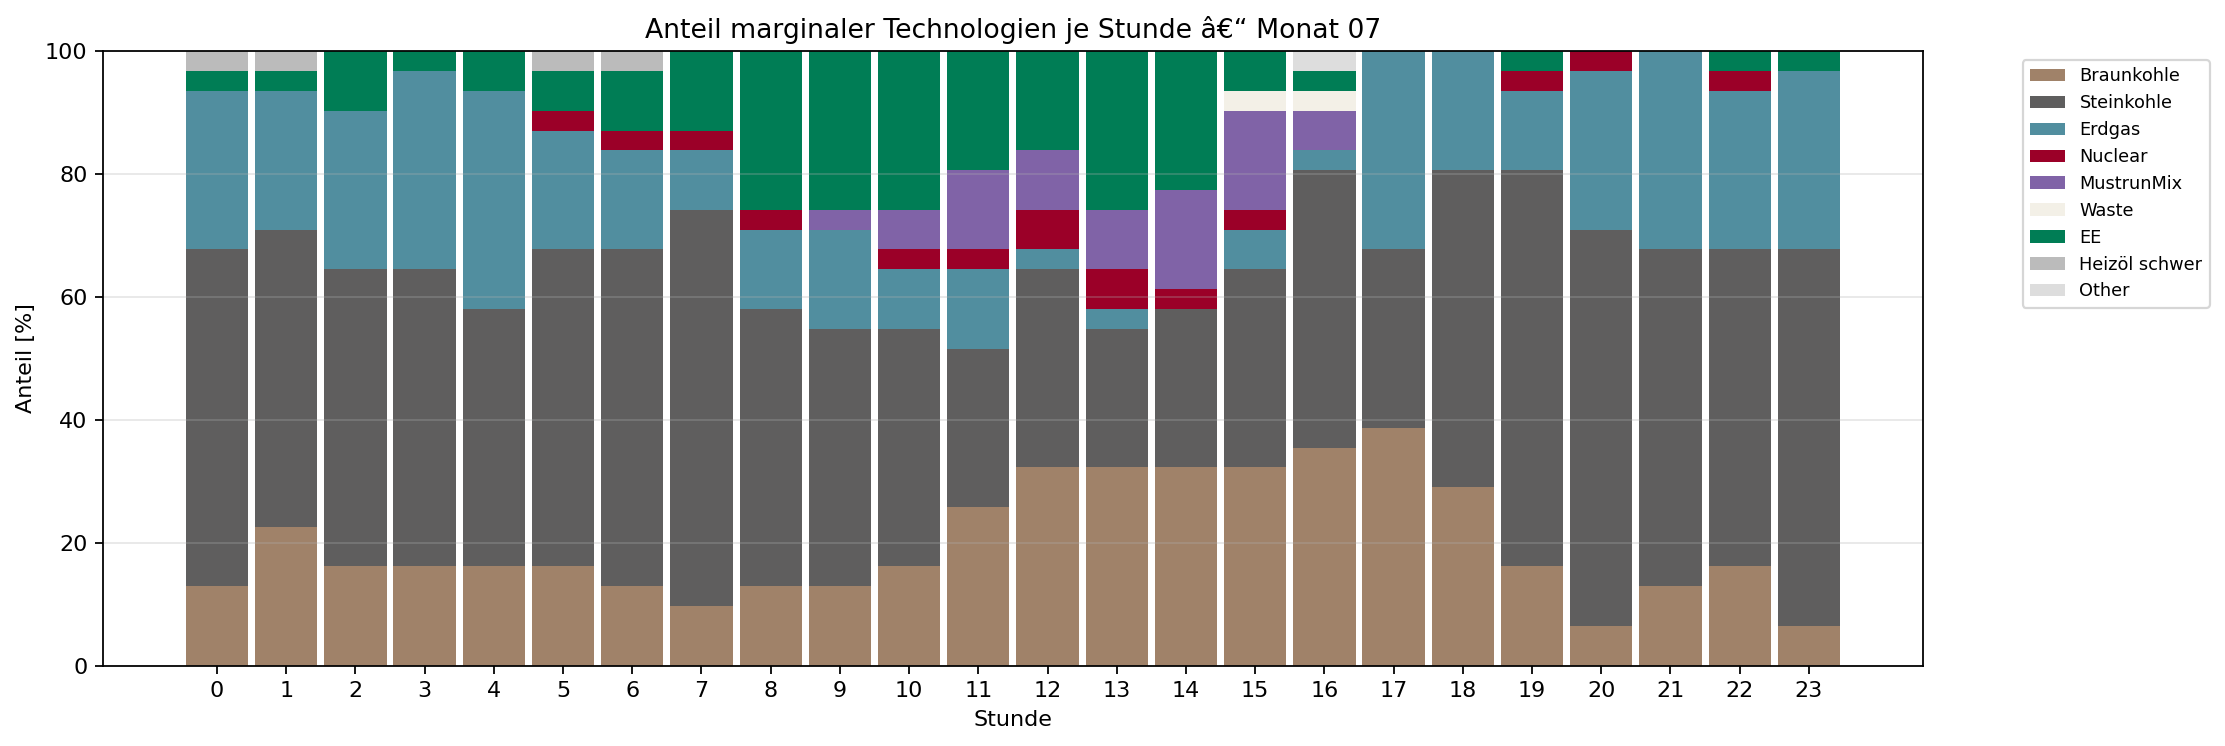 Anteil marginaler Technologien je Stunde â€“ Monat 07
100
80
60
40
20
0
Anteil [%]
0 1 2 3 4 5 6 7 8 9 10 11 12 13 14 15 16 17 18 19 20 21 22 23
Stunde
Braunkohle
Steinkohle
Erdgas
Nuclear
MustrunMix
Waste
EE
Heizöl schwer
Other